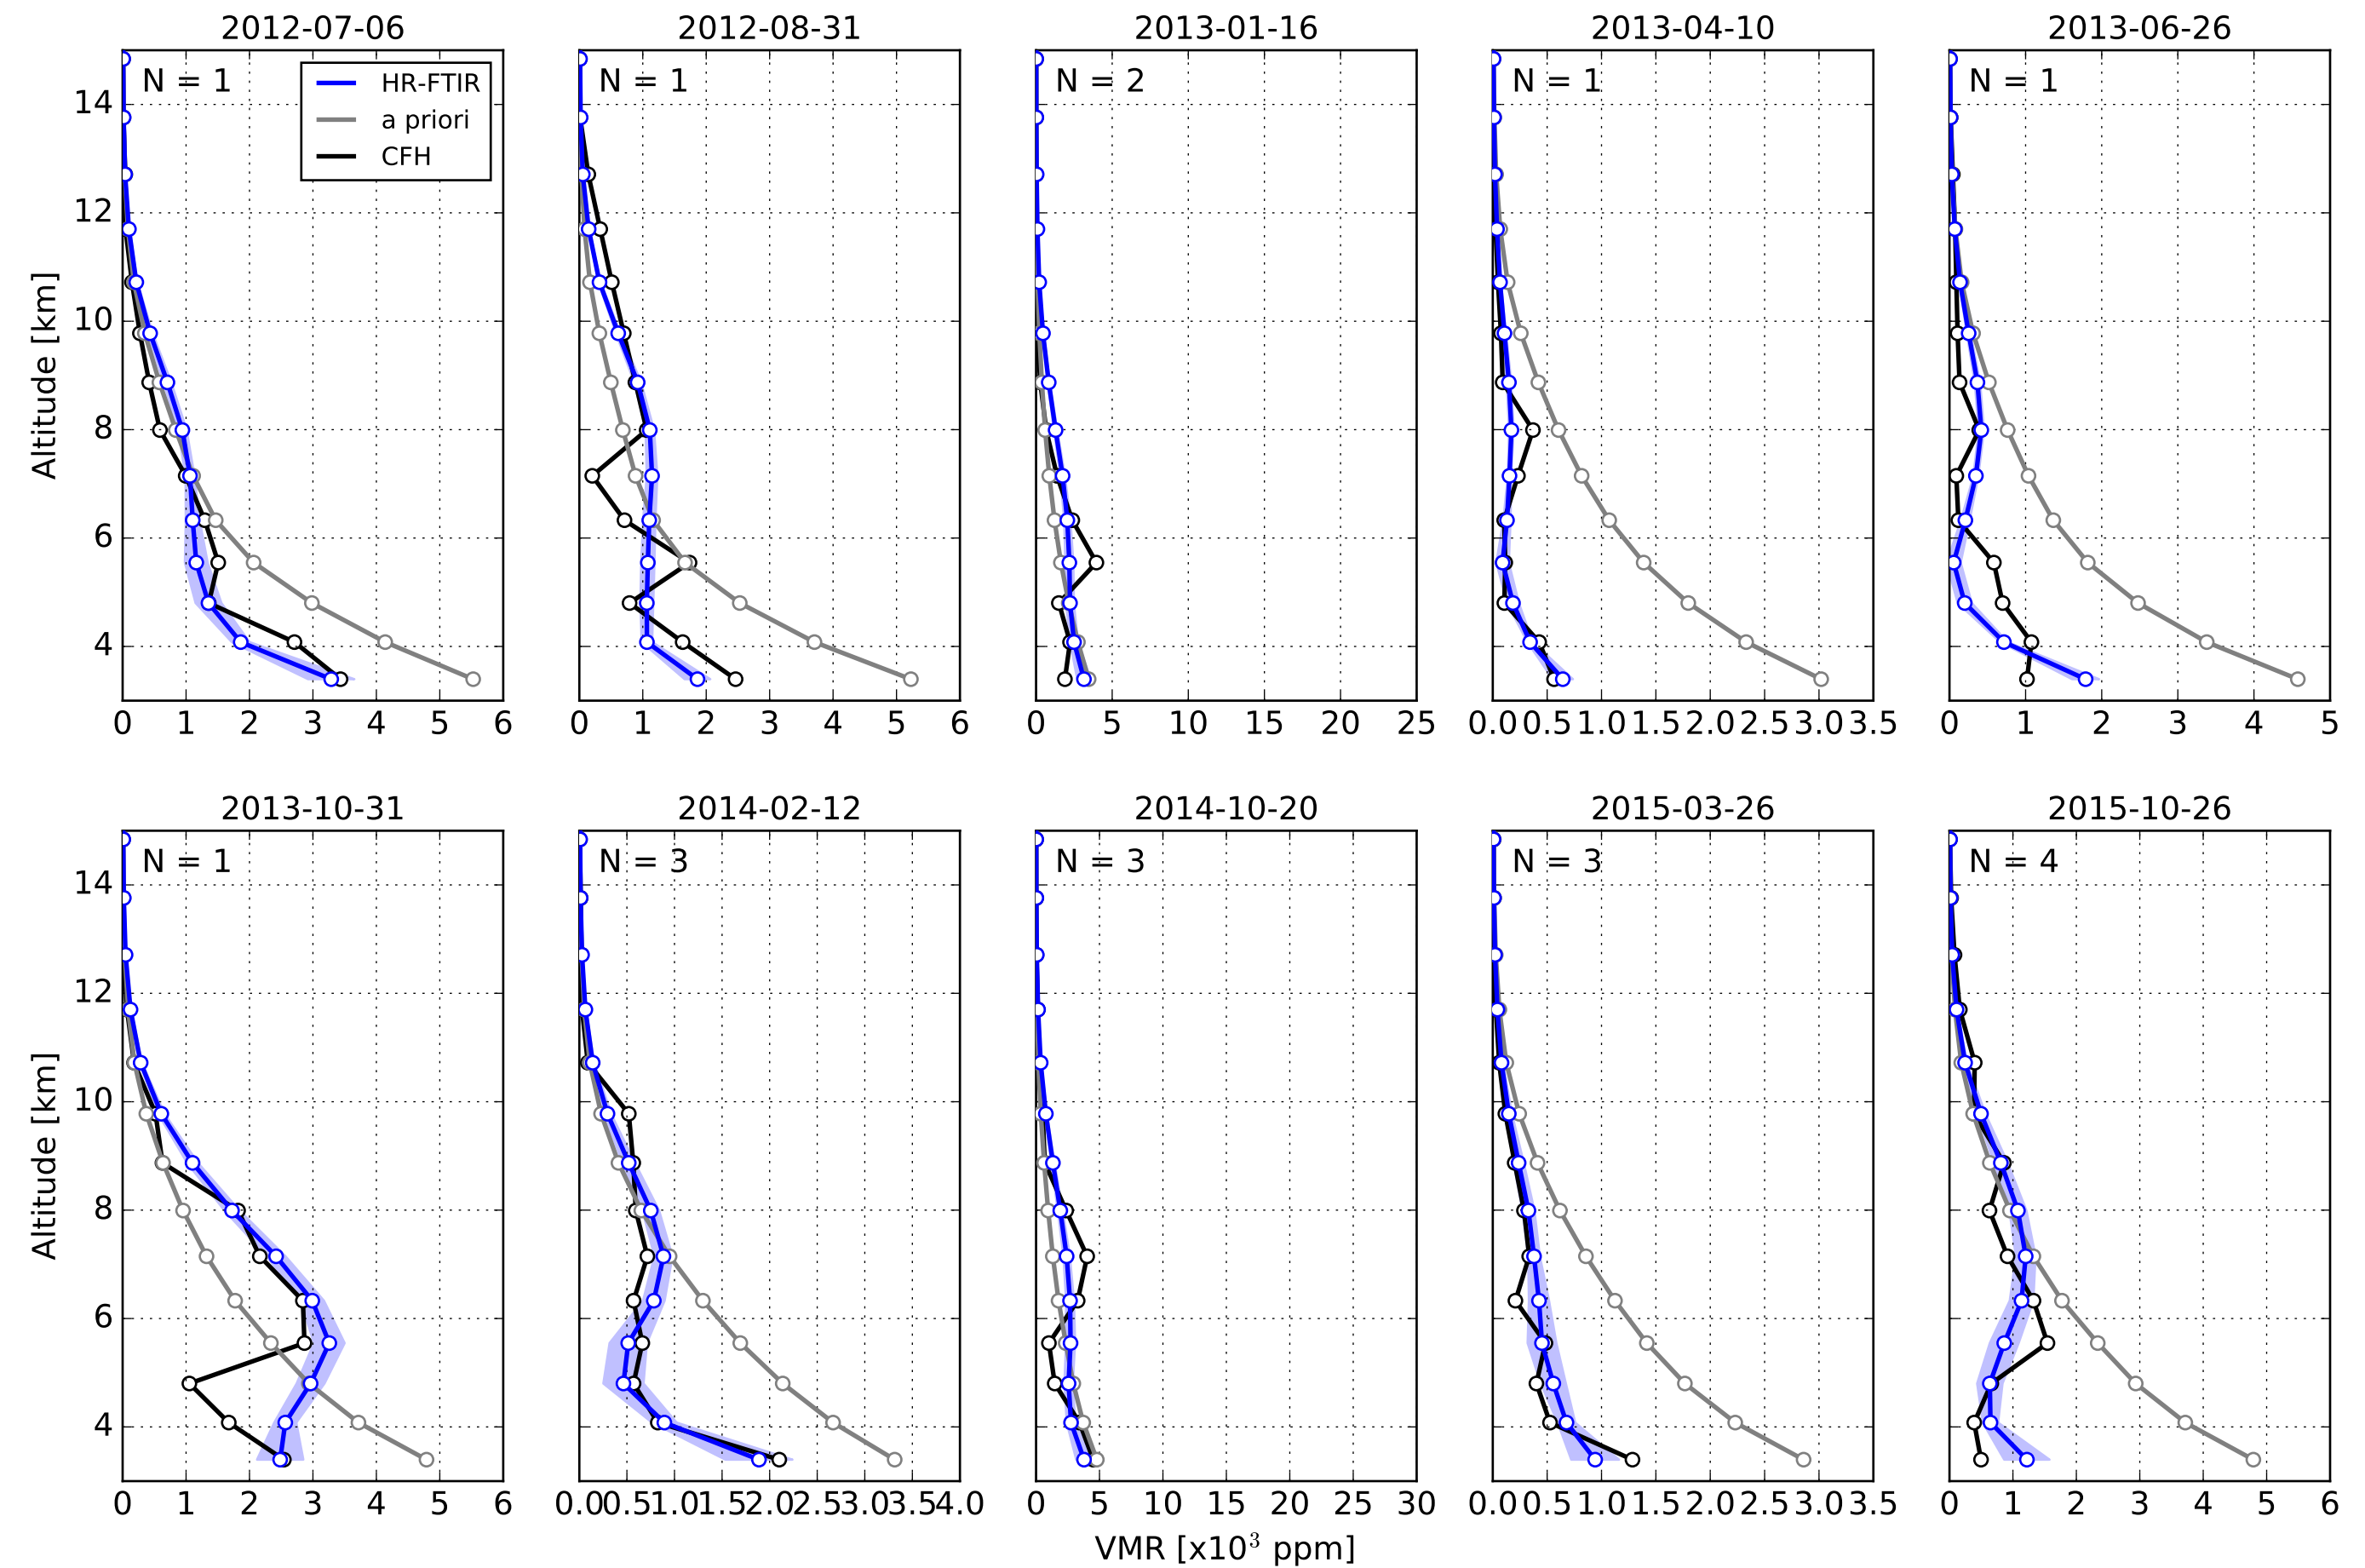 2012-07-06 2012-08-31 2013-01-16 2013-04-10 2013-06-26
N = 1 N = 1 N = 2 N = 1 N = 1
HR-FTIR
a priori
CFH
14
12
10
8
6
4
Altitude [km]
0 1 2 3 4 5 6 0 1 2 3 4 5 6 0 5 10 15 20 25 0.0 0.5 1.0 1.5 2.0 2.5 3.0 3.5 0 1 2 3 4 5
2013-10-31 2014-02-12 2014-10-20 2015-03-26 2015-10-26
N = 1 N = 3 N = 3 N = 3 N = 4
14
12
10
8
6
4
Altitude [km]
0 1 2 3 4 5 6 0.0 0.5 1.0 1.5 2.0 2.5 3.0 3.5 4.0 0 5 10 15 20 25 30 0.0 0.5 1.0 1.5 2.0 2.5 3.0 3.5 0 1 2 3 4 5 6
VMR [x10³ ppm]